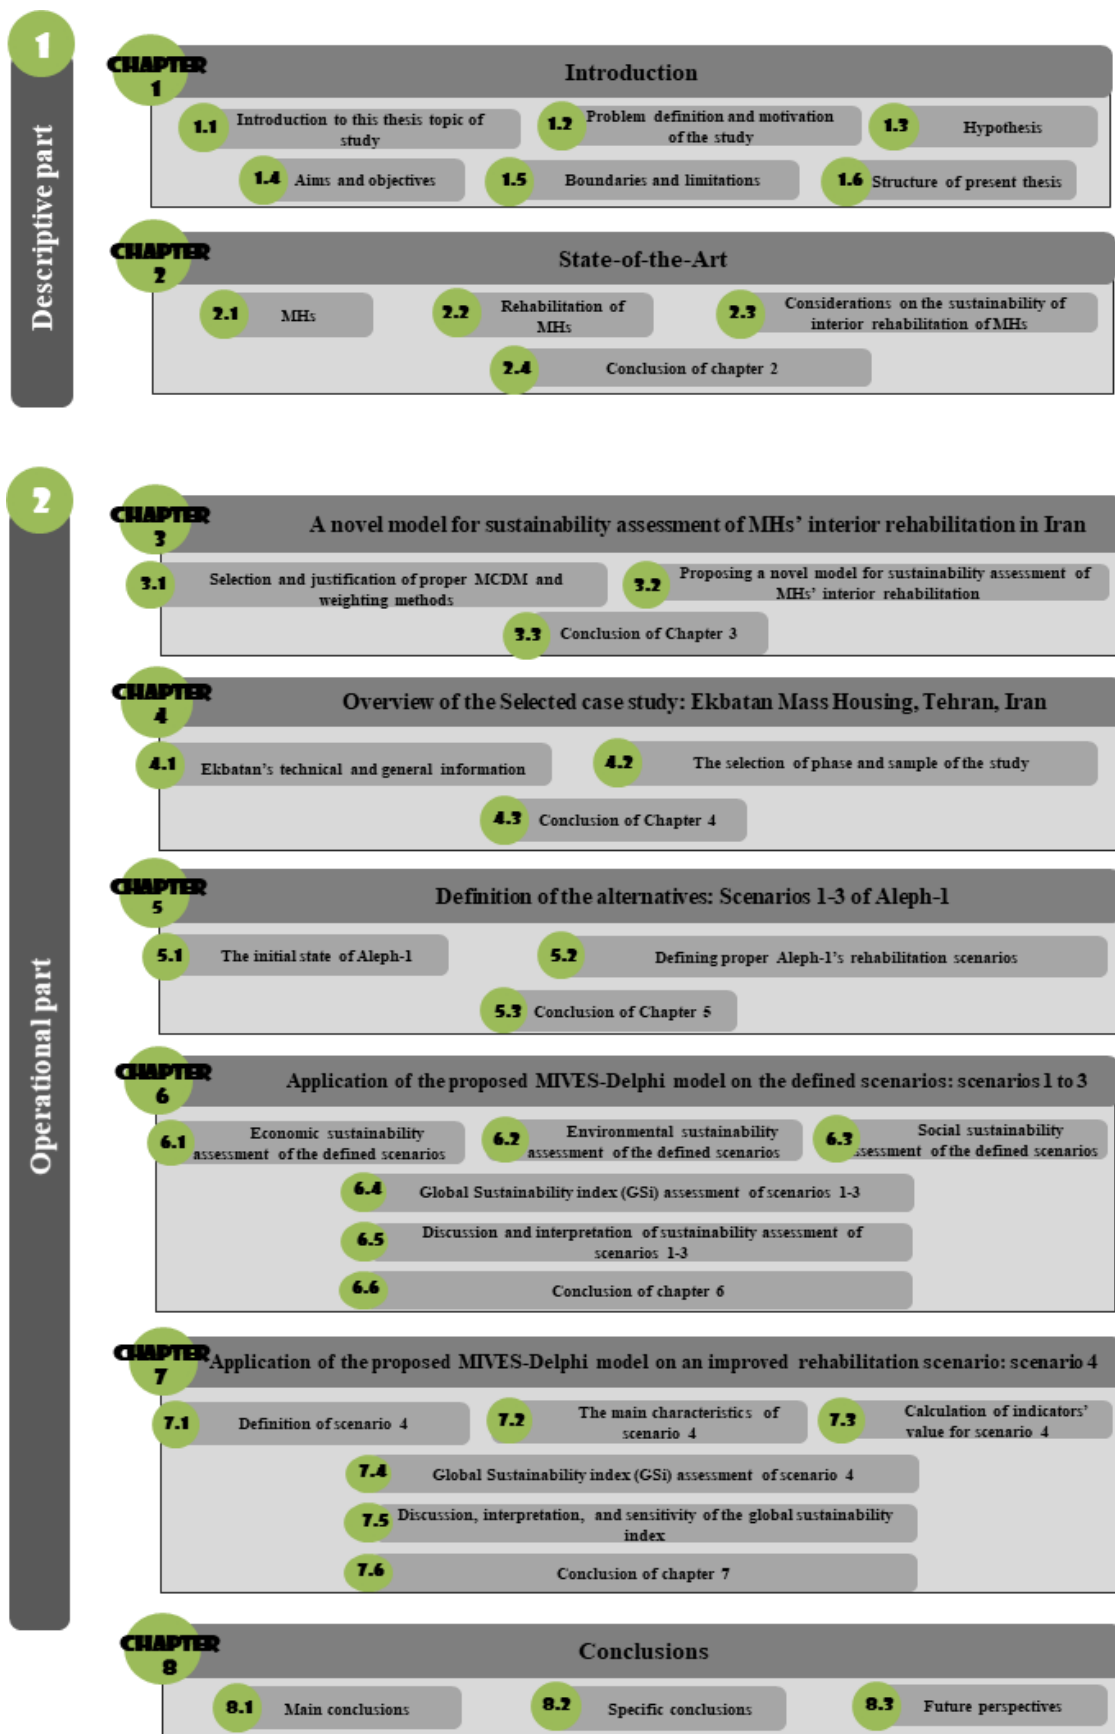 1
Descriptive part
CHAPTER
1
Introduction
1.1
Introduction to this thesis topic of
study
1.2
Problem definition and motivation
of the study
1.3
Hypothesis
1.4
Aims and objectives
1.5
Boundaries and limitations
1.6
Structure of present thesis
CHAPTER
2
State-of-the-Art
2.1
MHs
2.2
Rehabilitation of
MHs
2.3
Considerations on the sustainability of
interior rehabilitation of MHs
2.4
Conclusion of chapter 2
2
Operational part
CHAPTER
3
A novel model for sustainability assessment of MHs' interior rehabilitation in Iran
3.1
Selection and justification of proper MCDM and
weighting methods
3.2
Proposing a novel model for sustainability assessment of
MHs' interior rehabilitation
3.3
Conclusion of Chapter 3
CHAPTER
4
Overview of the Selected case study: Ekbatan Mass Housing, Tehran, Iran
4.1
Ekbatan's technical and general information
4.2
The selection of phase and sample of the study
4.3
Conclusion of Chapter 4
CHAPTER
5
Definition of the alternatives: Scenarios 1-3 of Aleph-1
5.1
The initial state of Aleph-1
5.2
Defining proper Aleph-1's rehabilitation scenarios
5.3
Conclusion of Chapter 5
CHAPTER
6
Application of the proposed MIVES-Delphi model on the defined scenarios: scenarios 1 to 3
6.1
Economic sustainability
assessment of the defined scenarios
6.2
Environmental sustainability
assessment of the defined scenarios
6.3
Social sustainability
assessment of the defined scenarios
6.4
Global Sustainability index (GSi) assessment of scenarios 1-3
6.5
Discussion and interpretation of sustainability assessment of
scenarios 1-3
6.6
Conclusion of chapter 6
CHAPTER
7
Application of the proposed MIVES-Delphi model on an improved rehabilitation scenario: scenario 4
7.1
Definition of scenario 4
7.2
The main characteristics of
scenario 4
7.3
Calculation of indicators'
value for scenario 4
7.4
Global Sustainability index (GSi) assessment of scenario 4
7.5
Discussion, interpretation, and sensitivity of the global sustainability
index
7.6
Conclusion of chapter 7
CHAPTER
8
Conclusions
8.1
Main conclusions
8.2
Specific conclusions
8.3
Future perspectives